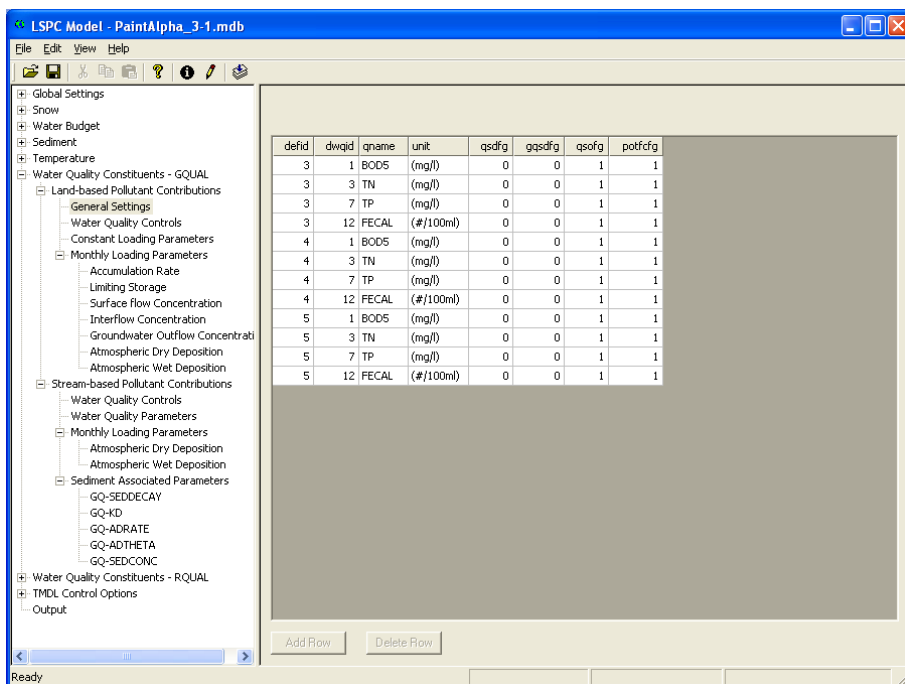 LSPC Model - PaintAlpha_3-1.mdb
File Edit View Help
Global Settings
Snow
Water Budget
Sediment
Temperature
Water Quality Constituents - GQUAL
Land-based Pollutant Contributions
General Settings
Water Quality Controls
Constant Loading Parameters
Monthly Loading Parameters
Accumulation Rate
Limiting Storage
Surface flow Concentration
Interflow Concentration
Groundwater Outflow Concentrati
Atmospheric Dry Deposition
Atmospheric Wet Deposition
Stream-based Pollutant Contributions
Water Quality Controls
Water Quality Parameters
Monthly Loading Parameters
Atmospheric Dry Deposition
Atmospheric Wet Deposition
Sediment Associated Parameters
GQ-SEDDECAY
GQ-KD
GQ-ADRATE
GQ-ADTHETA
GQ-SEDCONC
Water Quality Constituents - RQUAL
TMDL Control Options
Output
defid dwqid qname unit qsdfg gqsdfg qsofg potfcfg
3 1 BOD5 (mg/l) 0 0 1 1
3 3 TN (mg/l) 0 0 1 1
3 7 TP (mg/l) 0 0 1 1
3 12 FECAL (#/100ml) 0 0 1 1
4 1 BOD5 (mg/l) 0 0 1 1
4 3 TN (mg/l) 0 0 1 1
4 7 TP (mg/l) 0 0 1 1
4 12 FECAL (#/100ml) 0 0 1 1
5 1 BOD5 (mg/l) 0 0 1 1
5 3 TN (mg/l) 0 0 1 1
5 7 TP (mg/l) 0 0 1 1
5 12 FECAL (#/100ml) 0 0 1 1
Add Row Delete Row
Ready